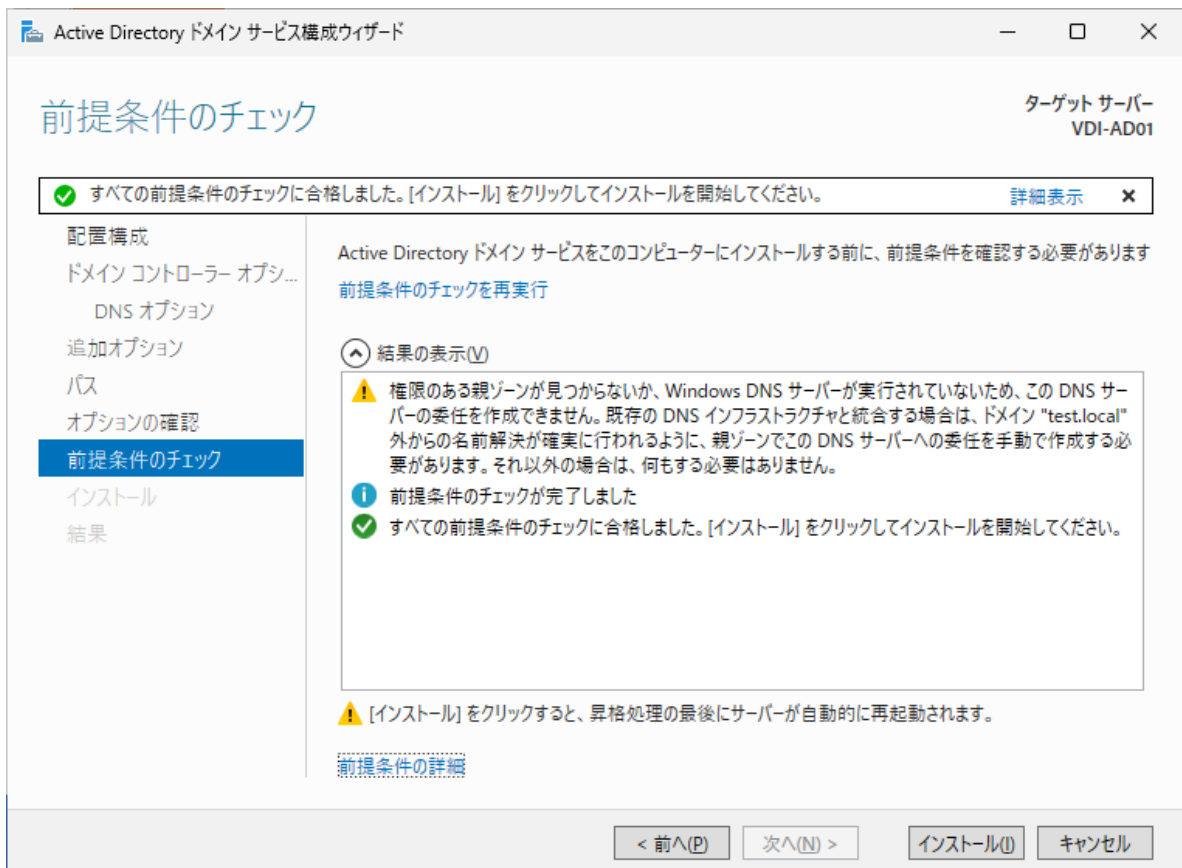 Active Directory ドメイン サービス構成ウィザード
前提条件のチェック
ターゲット サーバー
VDI-AD01
すべての前提条件のチェックに合格しました。[インストール] をクリックしてインストールを開始してください。
詳細表示
配置構成
ドメイン コントローラー オプシ...
DNS オプション
追加オプション
パス
オプションの確認
前提条件のチェック
インストール
結果
Active Directory ドメイン サービスをこのコンピューターにインストールする前に、前提条件を確認する必要があります
前提条件のチェックを再実行
結果の表示(V)
権限のある親ゾーンが見つからないか、Windows DNS サーバーが実行されていないため、この DNS サー
バーの委任を作成できません。既存の DNS インフラストラクチャと統合する場合は、ドメイン "test.local"
外からの名前解決が確実に行われるように、親ゾーンでこの DNS サーバーへの委任を手動で作成する必
要があります。それ以外の場合は、何もする必要はありません。
前提条件のチェックが完了しました
すべての前提条件のチェックに合格しました。[インストール] をクリックしてインストールを開始してください。
[インストール] をクリックすると、昇格処理の最後にサーバーが自動的に再起動されます。
前提条件の詳細
< 前へ(P)
次へ(N) >
インストール(I)
キャンセル